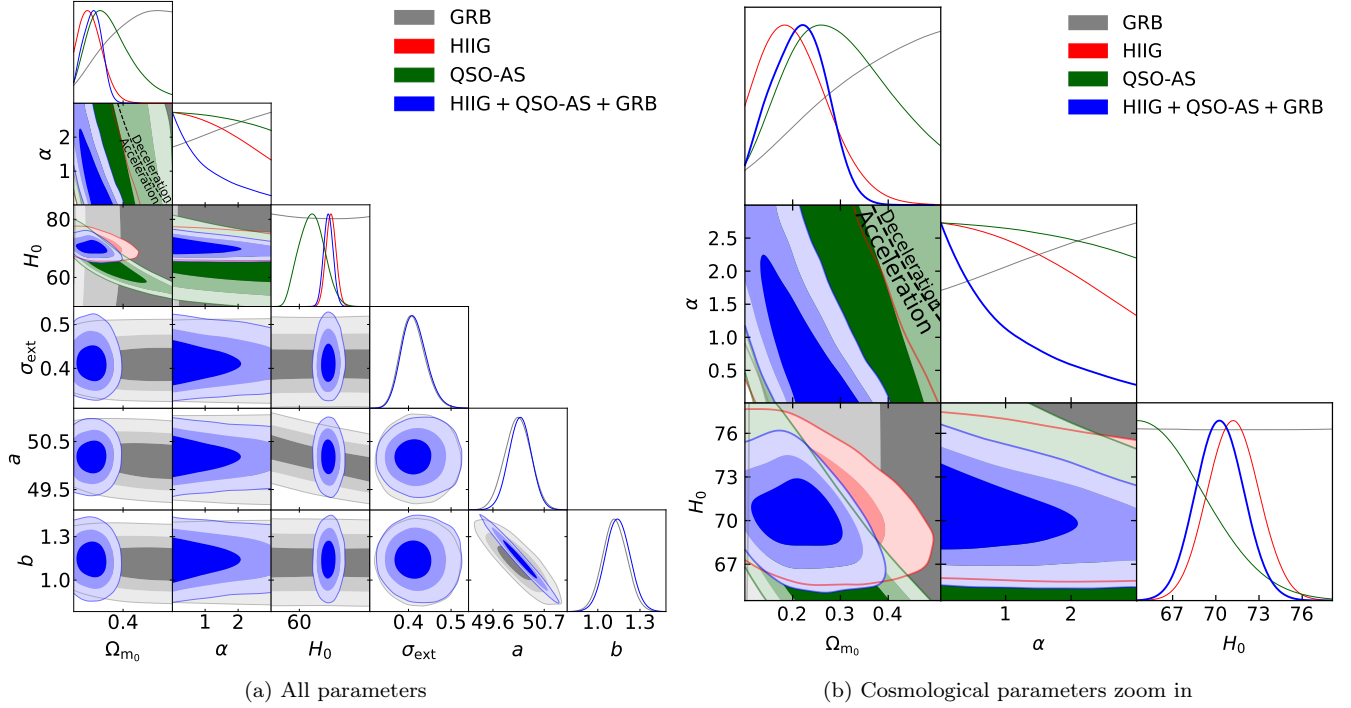 GRB
HIIG
QSO-AS
HIIG + QSO-AS + GRB
α
2
1
Deceleration
Acceleration
H0
80
60
σext
0.5
0.4
a
50.5
49.5
b
1.3
1.0
0.4
1 2
60
0.4 0.5
49.6 50.7
1.0 1.3
Ωm0
α
H0
σext
a
b
(a) All parameters
GRB
HIIG
QSO-AS
HIIG + QSO-AS + GRB
α
2.5
2.0
1.5
1.0
0.5
Deceleration
Acceleration
H0
76
73
70
67
0.2 0.3 0.4
1 2
67 70 73 76
Ωm0
α
H0
(b) Cosmological parameters zoom in